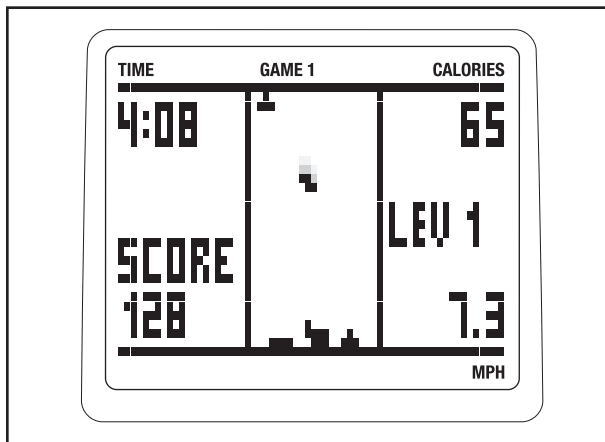 TIME GAME 1 CALORIES
4:08 65
LEV 1
SCORE
128 7.3
MPH